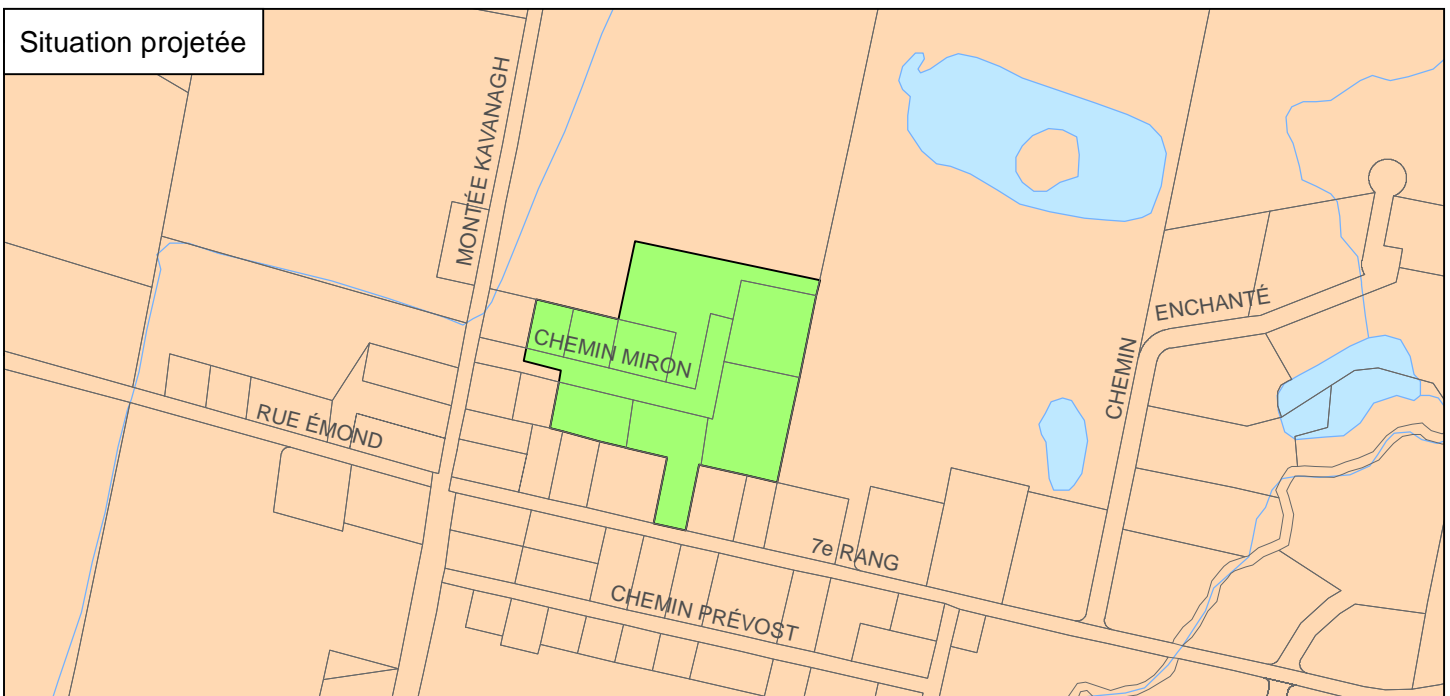 Situation projetée
MONTÉE KAVANAGH
ENCHANTÉ
CHEMIN MIRON
CHEMIN
RUE ÉMOND
7e RANG
CHEMIN PRÉVOST